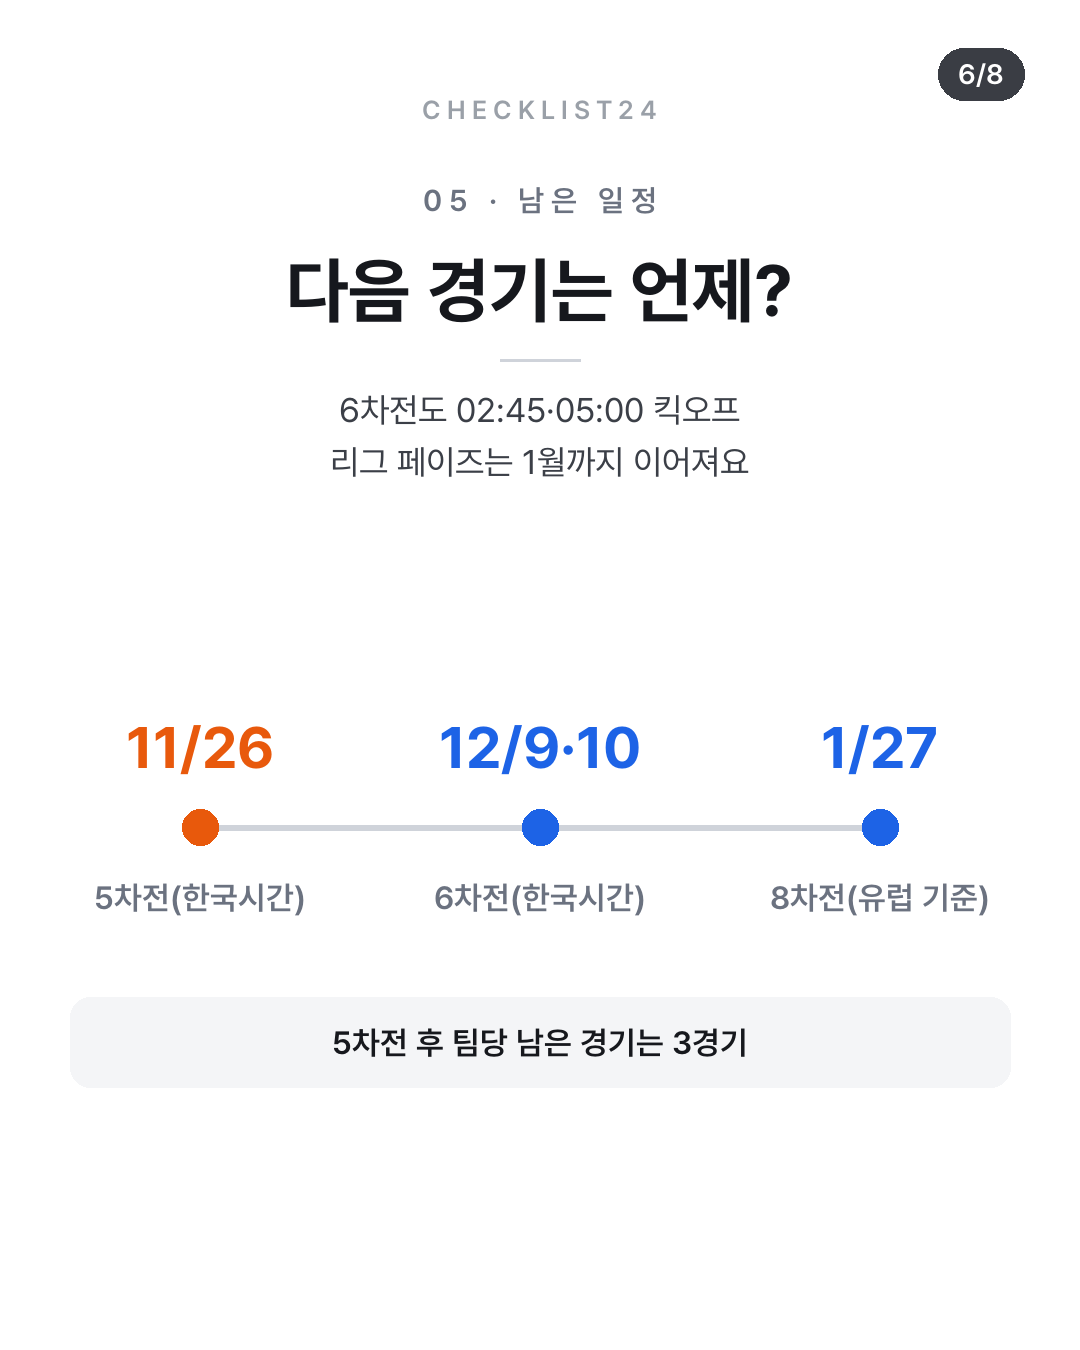 6/8
CHECKLIST24
05 · 남은 일정
다음 경기는 언제?
6차전도 02:45·05:00 킥오프
리그 페이즈는 1월까지 이어져요
11/26
12/9·10
1/27
5차전(한국시간)
6차전(한국시간)
8차전(유럽 기준)
5차전 후 팀당 남은 경기는 3경기